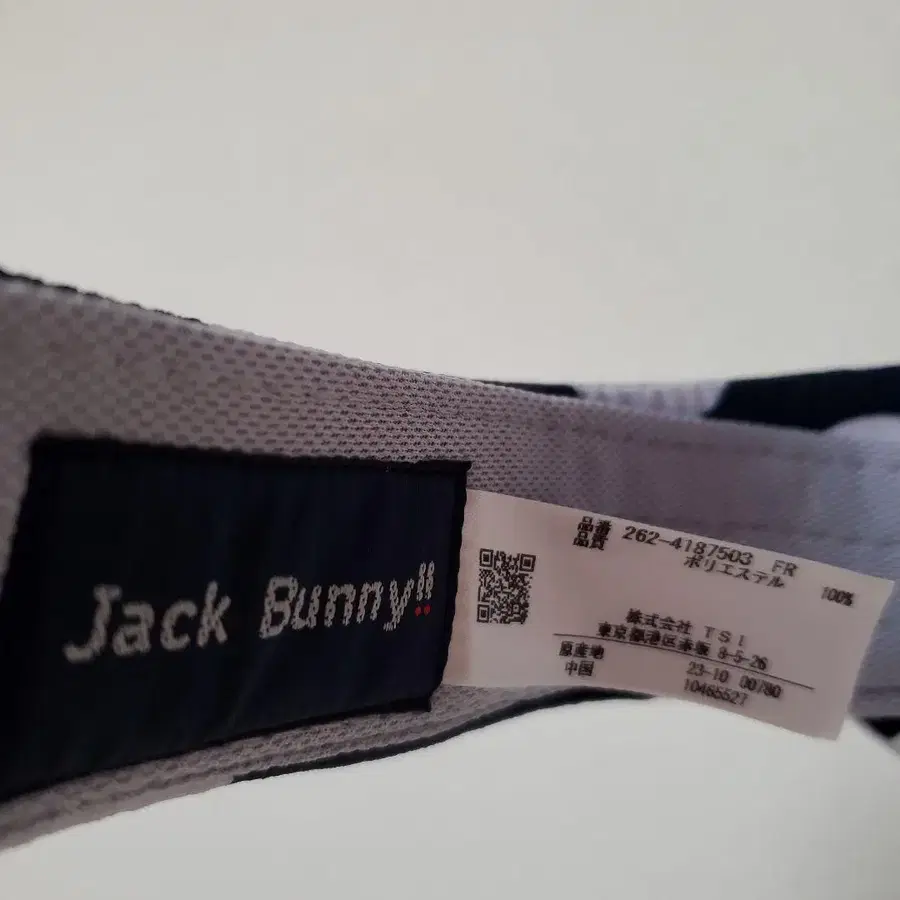 Jack Bunny!!
品番 262-4187503 FR
品質 ポリエステル 100%
株式会社 TSI
東京都港区赤坂 8-5-26
原産地 23-10 00780
中国 10465527